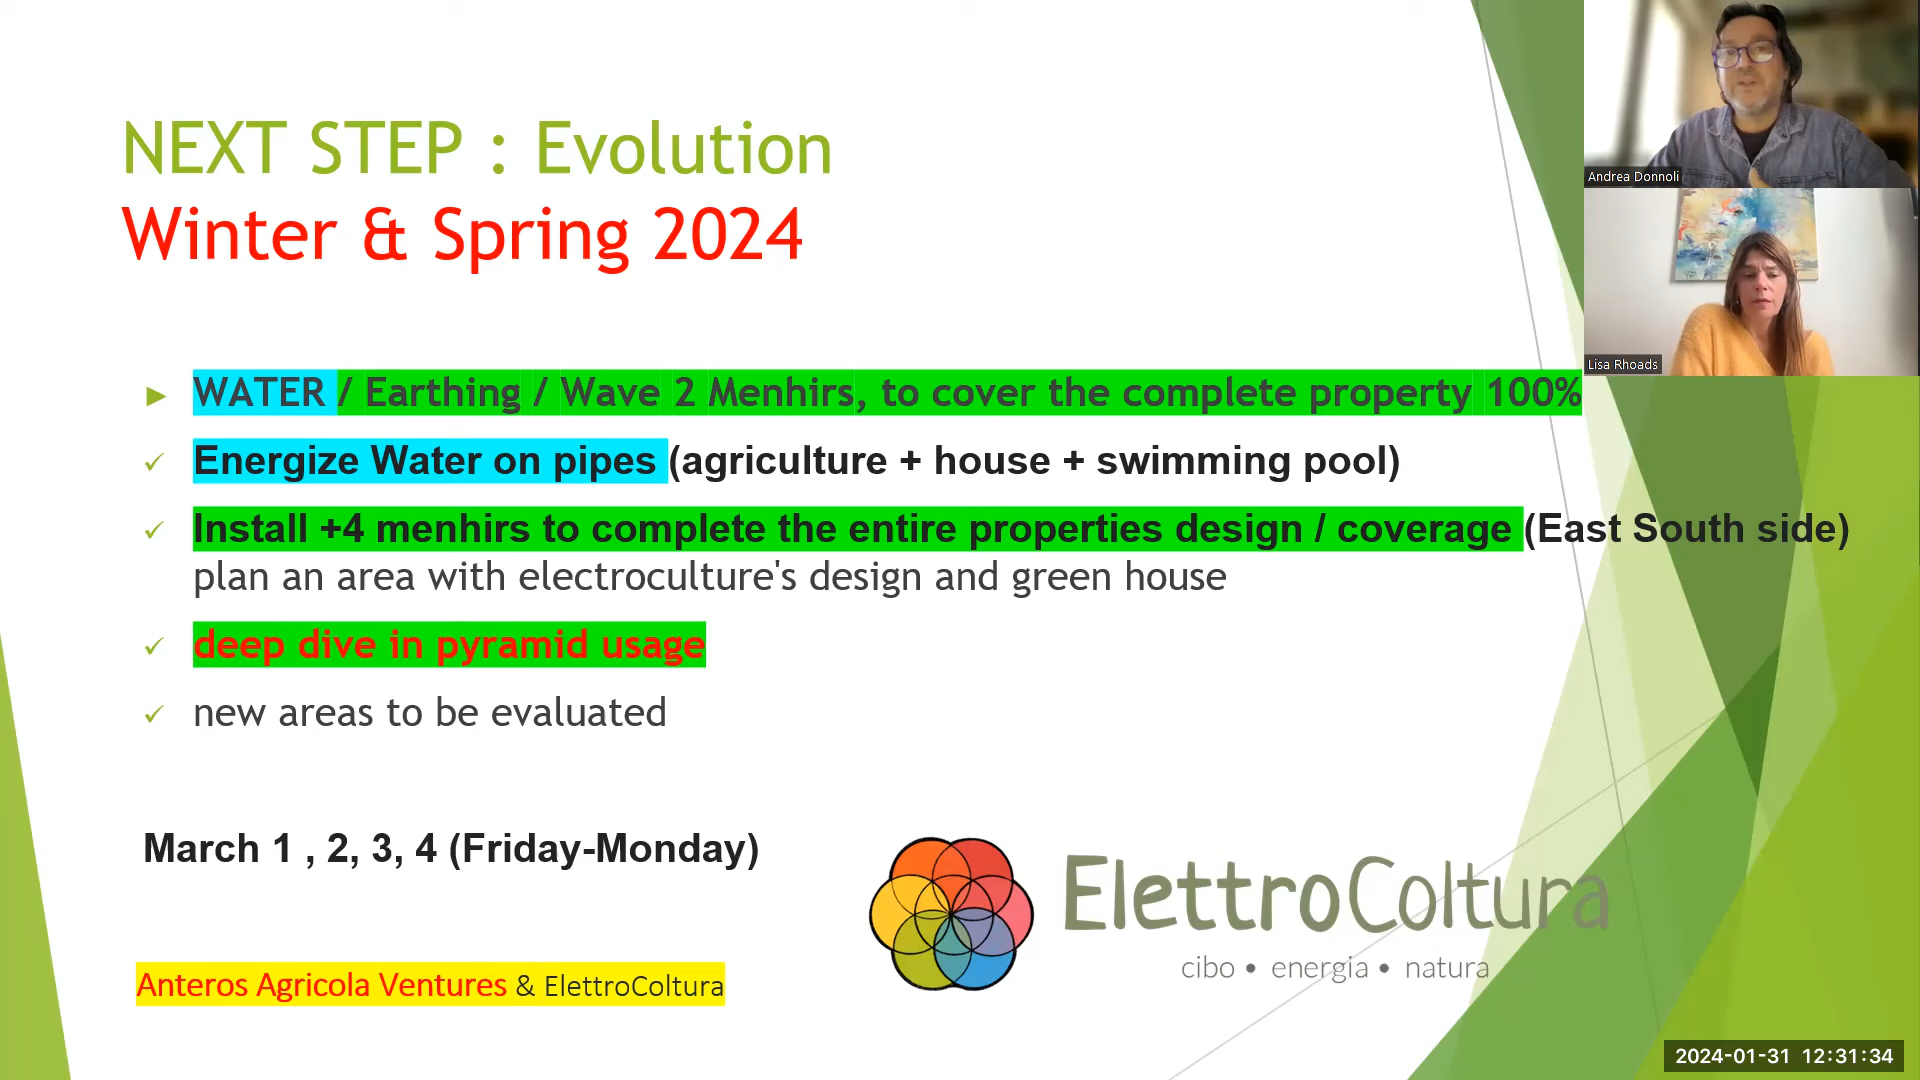 NEXT STEP : Evolution
Winter & Spring 2024
WATER / Earthing / Wave 2 Menhirs, to cover the complete property 100%
Energize Water on pipes (agriculture + house + swimming pool)
Install +4 menhirs to complete the entire properties design / coverage (East South side)
plan an area with electroculture's design and green house
deep dive in pyramid usage
new areas to be evaluated
March 1 , 2, 3, 4 (Friday-Monday)
ElettroColtura
cibo • energia • natura
Anteros Agricola Ventures & ElettroColtura
Andrea Donnoli
Lisa Rhoads
2024-01-31 12:31:34